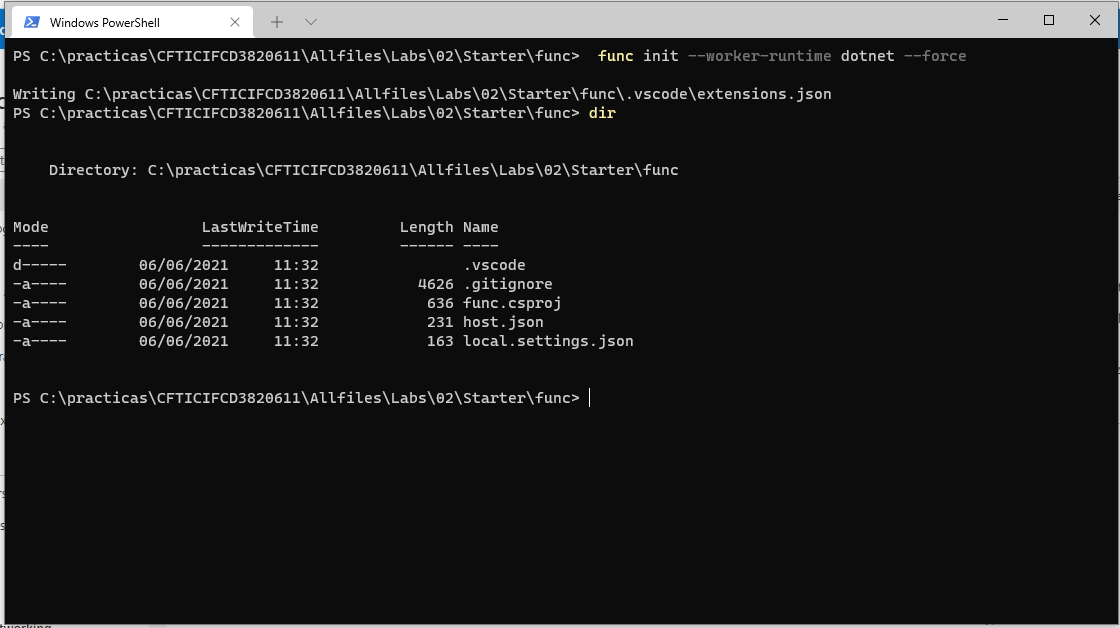 Windows PowerShell
PS C:\practicas\CFTICIFCD3820611\Allfiles\Labs\02\Starter\func>  func init --worker-runtime dotnet --force
Writing C:\practicas\CFTICIFCD3820611\Allfiles\Labs\02\Starter\func\.vscode\extensions.json
PS C:\practicas\CFTICIFCD3820611\Allfiles\Labs\02\Starter\func> dir
Directory: C:\practicas\CFTICIFCD3820611\Allfiles\Labs\02\Starter\func
Mode                 LastWriteTime         Length Name
----                 -------------         ------ ----
d-----        06/06/2021     11:32                .vscode
-a----        06/06/2021     11:32           4626 .gitignore
-a----        06/06/2021     11:32            636 func.csproj
-a----        06/06/2021     11:32            231 host.json
-a----        06/06/2021     11:32            163 local.settings.json
PS C:\practicas\CFTICIFCD3820611\Allfiles\Labs\02\Starter\func>